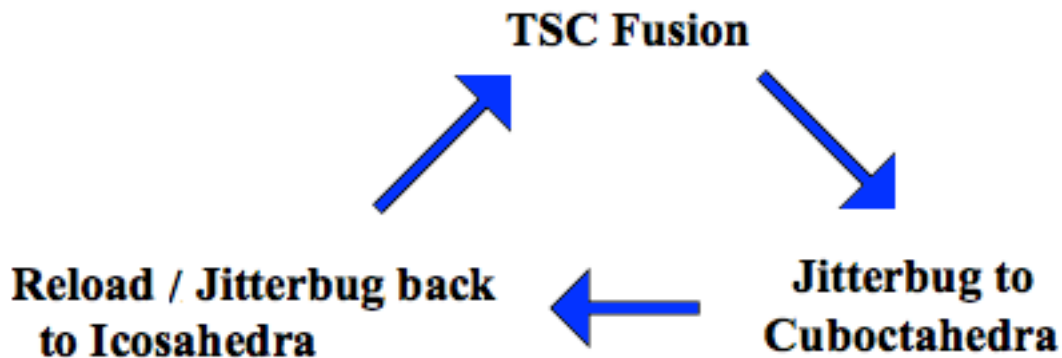 TSC Fusion
Jitterbug to
Cuboctahedra
Reload / Jitterbug back
to Icosahedra